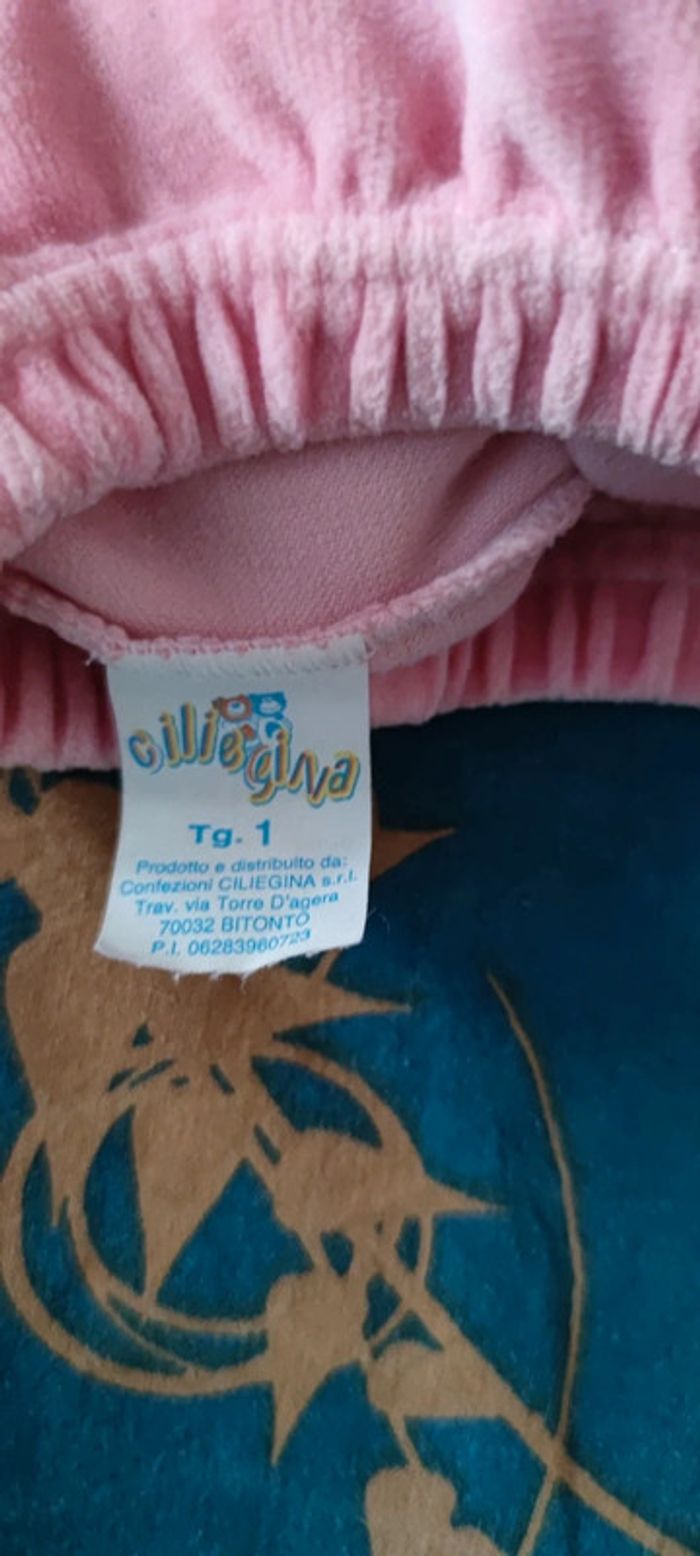 ciliegina
Tg. 1
Prodotto e distribuito da:
Confezioni CILIEGINA s.r.l.
Trav. via Torre D'agera
70032 BITONTO
P.I. 06283960723